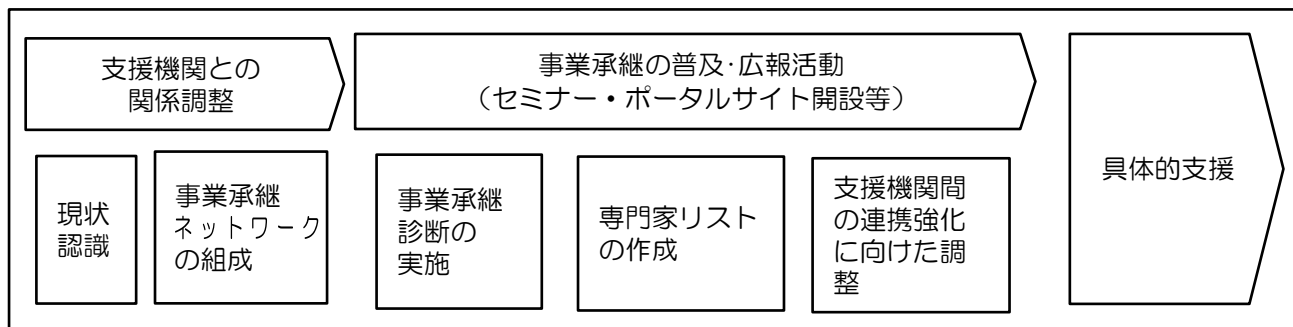 支援機関との
関係調整
事業承継の普及･広報活動
（セミナー・ポータルサイト開設等）
具体的支援
現状
認識
事業承継
ネットワーク
の組成
事業承継
診断の
実施
専門家リスト
の作成
支援機関間
の連携強化
に向けた調
整